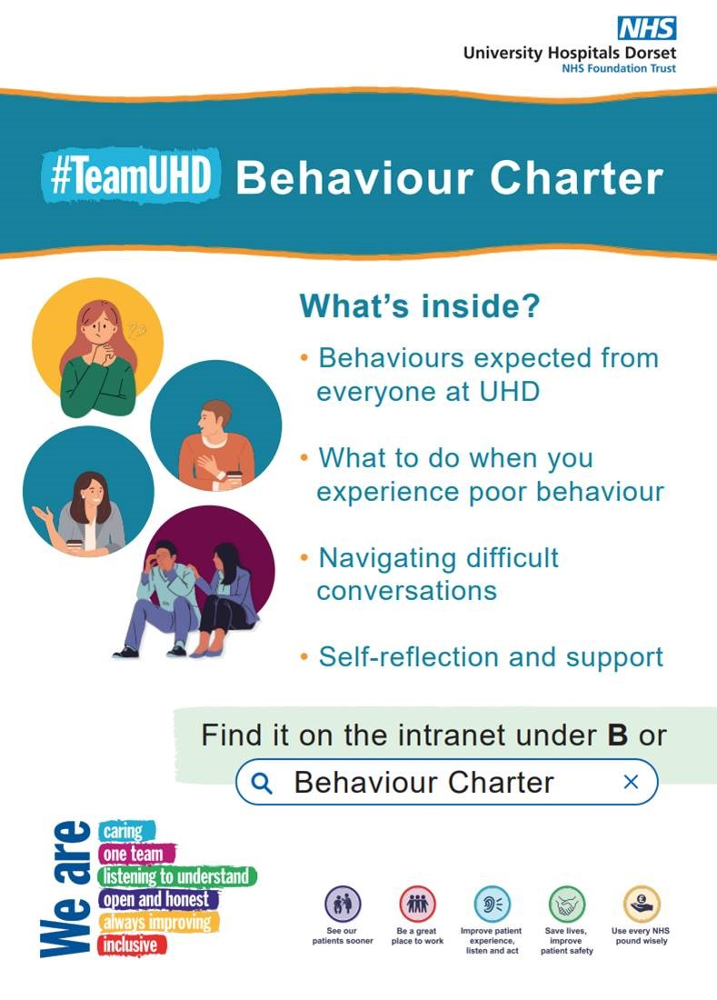 NHS
University Hospitals Dorset
NHS Foundation Trust
#TeamUHD Behaviour Charter
What's inside?
• Behaviours expected from
everyone at UHD
• What to do when you
experience poor behaviour
• Navigating difficult
conversations
• Self-reflection and support
Find it on the intranet under B or
Behaviour Charter
We are
caring
one team
listening to understand
open and honest
always improving
inclusive
See our
patients sooner
Be a great
place to work
Improve patient
experience,
listen and act
Save lives,
improve
patient safety
Use every NHS
pound wisely